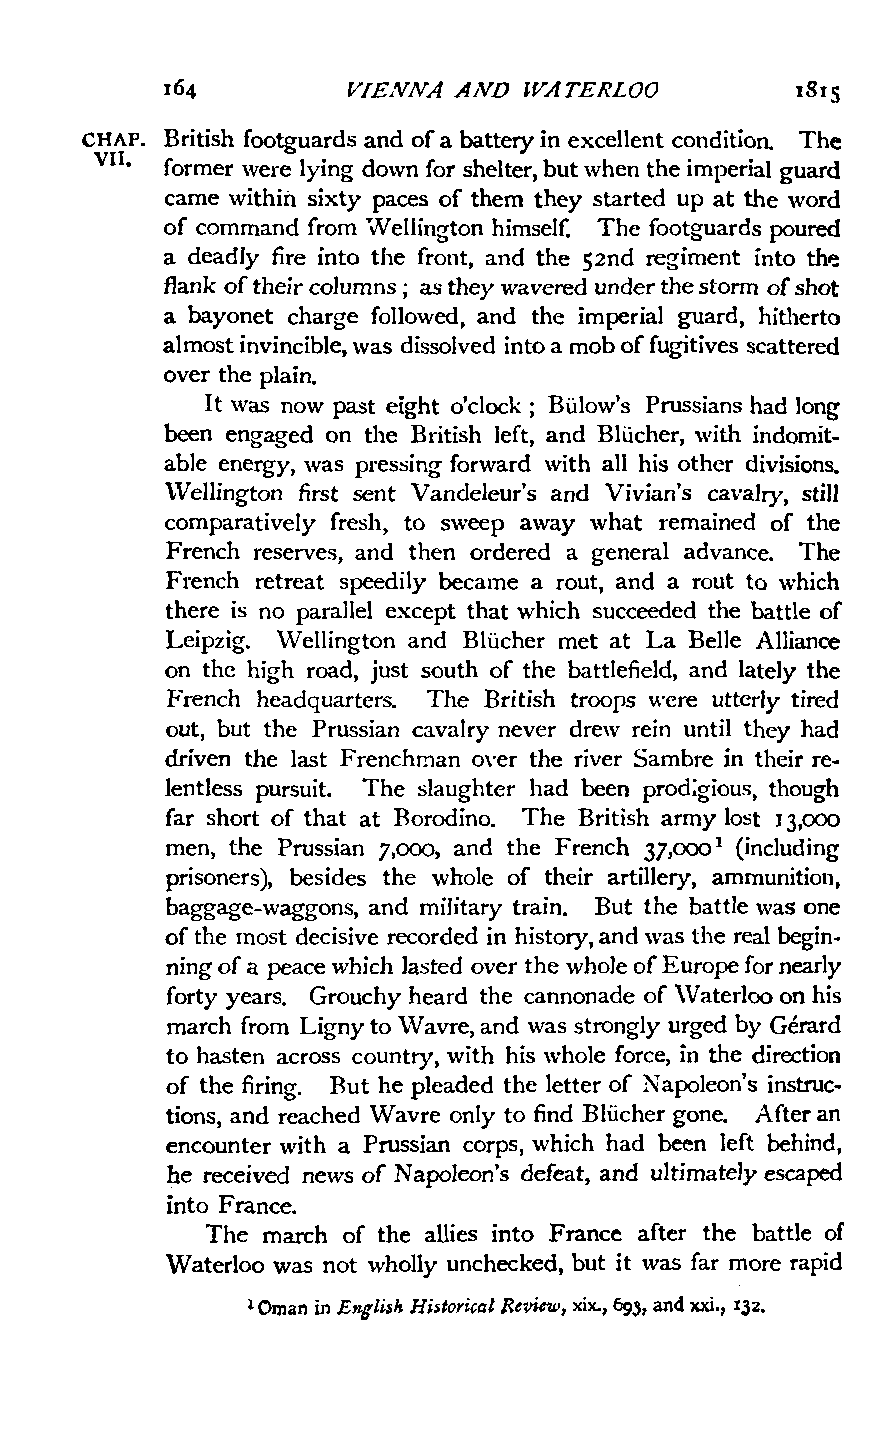 164 VIENNA AND WATERLOO 1815
CHAP. VII. British footguards and of a battery in excellent condition. The
former were lying down for shelter, but when the imperial guard
came within sixty paces of them they started up at the word
of command from Wellington himself. The footguards poured
a deadly fire into the front, and the 52nd regiment into the
flank of their columns; as they wavered under the storm of shot
a bayonet charge followed, and the imperial guard, hitherto
almost invincible, was dissolved into a mob of fugitives scattered
over the plain.
It was now past eight o'clock; Bülow's Prussians had long
been engaged on the British left, and Blücher, with indomit-
able energy, was pressing forward with all his other divisions.
Wellington first sent Vandeleur's and Vivian's cavalry, still
comparatively fresh, to sweep away what remained of the
French reserves, and then ordered a general advance. The
French retreat speedily became a rout, and a rout to which
there is no parallel except that which succeeded the battle of
Leipzig. Wellington and Blücher met at La Belle Alliance
on the high road, just south of the battlefield, and lately the
French headquarters. The British troops were utterly tired
out, but the Prussian cavalry never drew rein until they had
driven the last Frenchman over the river Sambre in their re-
lentless pursuit. The slaughter had been prodigious, though
far short of that at Borodino. The British army lost 13,000
men, the Prussian 7,000, and the French 37,000¹ (including
prisoners), besides the whole of their artillery, ammunition,
baggage-waggons, and military train. But the battle was one
of the most decisive recorded in history, and was the real begin-
ning of a peace which lasted over the whole of Europe for nearly
forty years. Grouchy heard the cannonade of Waterloo on his
march from Ligny to Wavre, and was strongly urged by Gérard
to hasten across country, with his whole force, in the direction
of the firing. But he pleaded the letter of Napoleon's instruc-
tions, and reached Wavre only to find Blücher gone. After an
encounter with a Prussian corps, which had been left behind,
he received news of Napoleon's defeat, and ultimately escaped
into France.
The march of the allies into France after the battle of
Waterloo was not wholly unchecked, but it was far more rapid
¹ Oman in English Historical Review, xix., 693, and xxi., 132.